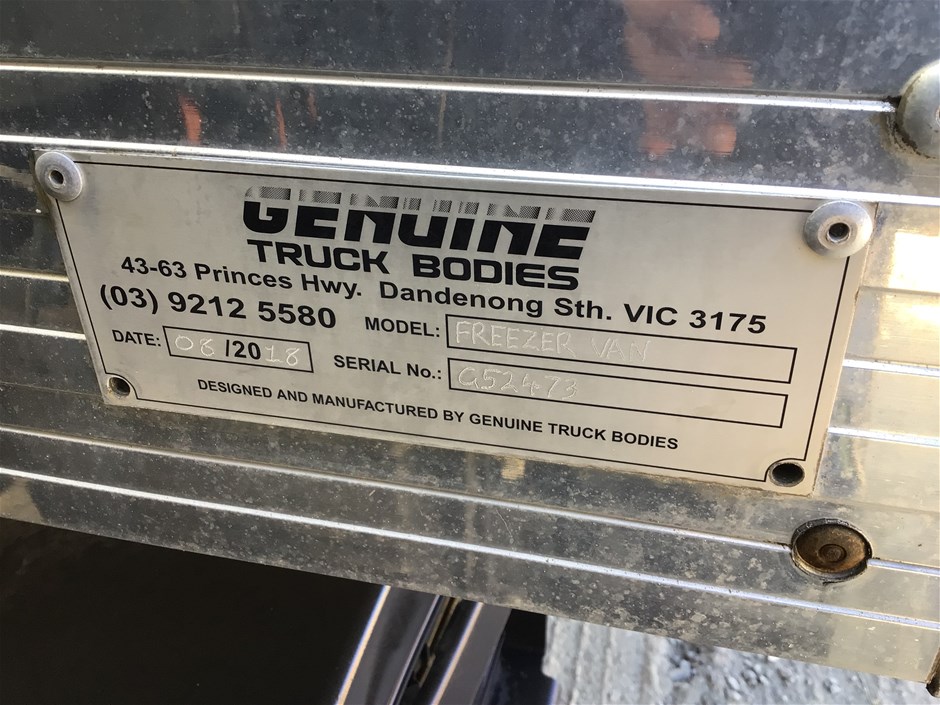 GENUINE
TRUCK BODIES
43-63 Princes Hwy. Dandenong Sth. VIC 3175
(03) 9212 5580
MODEL: FREEZER VAN
DATE: 08/2018
SERIAL No.: G52473
DESIGNED AND MANUFACTURED BY GENUINE TRUCK BODIES